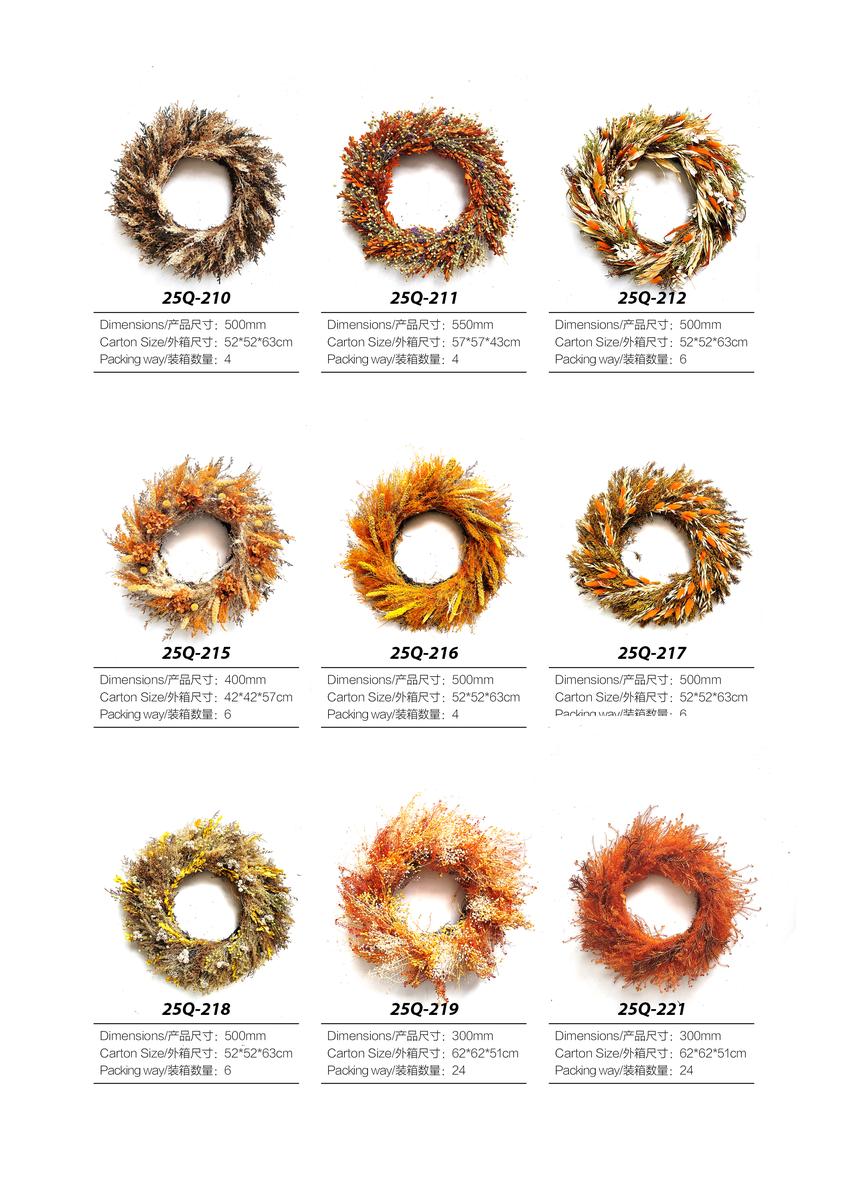 25Q-210
Dimensions/产品尺寸：500mm
Carton Size/外箱尺寸：52*52*63cm
Packing way/装箱数量：4
25Q-211
Dimensions/产品尺寸：550mm
Carton Size/外箱尺寸：57*57*43cm
Packing way/装箱数量：4
25Q-212
Dimensions/产品尺寸：500mm
Carton Size/外箱尺寸：52*52*63cm
Packing way/装箱数量：6
25Q-215
Dimensions/产品尺寸：400mm
Carton Size/外箱尺寸：42*42*57cm
Packing way/装箱数量：6
25Q-216
Dimensions/产品尺寸：500mm
Carton Size/外箱尺寸：52*52*63cm
Packing way/装箱数量：4
25Q-217
Dimensions/产品尺寸：500mm
Carton Size/外箱尺寸：52*52*63cm
Packing way/装箱数量：6
25Q-218
Dimensions/产品尺寸：500mm
Carton Size/外箱尺寸：52*52*63cm
Packing way/装箱数量：6
25Q-219
Dimensions/产品尺寸：300mm
Carton Size/外箱尺寸：62*62*51cm
Packing way/装箱数量：24
25Q-221
Dimensions/产品尺寸：300mm
Carton Size/外箱尺寸：62*62*51cm
Packing way/装箱数量：24